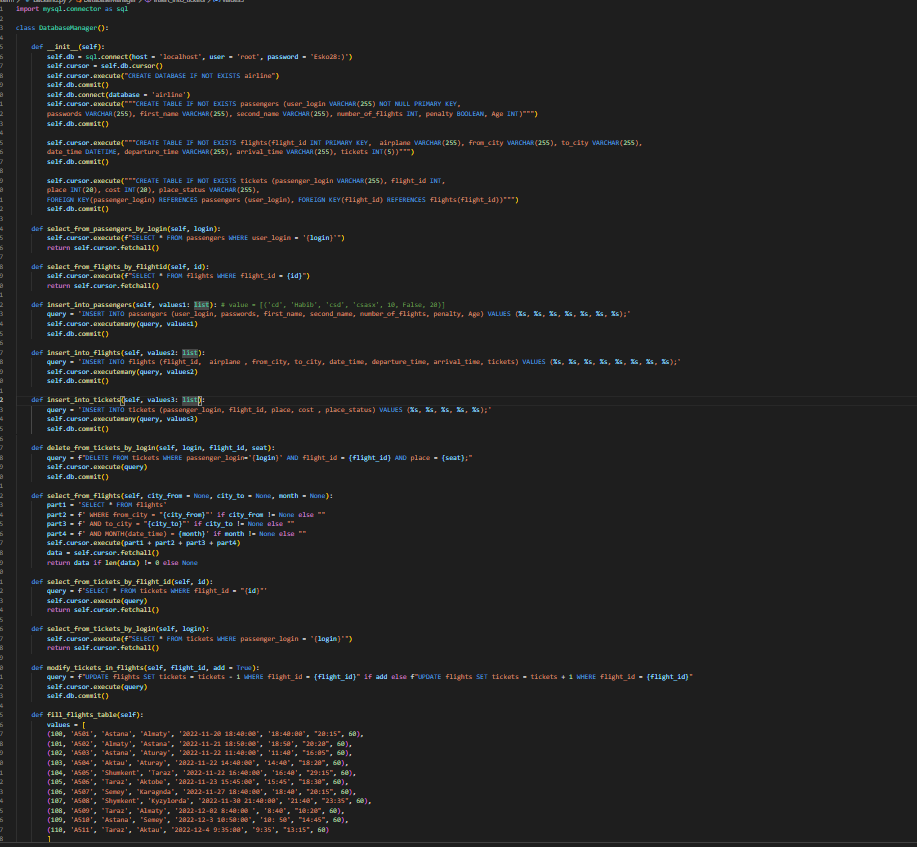 import mysql.connector as sql
class DatabaseManager():
def __init__(self):
self.db = sql.connect(host = 'localhost', user = 'root', password = 'Esko28:)')
self.cursor = self.db.cursor()
self.cursor.execute("CREATE DATABASE IF NOT EXISTS airline")
self.db.commit()
self.db.connect(database = 'airline')
self.cursor.execute("""CREATE TABLE IF NOT EXISTS passengers (user_login VARCHAR(255) NOT NULL PRIMARY KEY,
passwords VARCHAR(255), first_name VARCHAR(255), second_name VARCHAR(255), number_of_flights INT, penalty BOOLEAN, Age INT)""")
self.db.commit()
self.cursor.execute("""CREATE TABLE IF NOT EXISTS flights(flight_id INT PRIMARY KEY,  airplane VARCHAR(255), from_city VARCHAR(255), to_city VARCHAR(255),
date_time DATETIME, departure_time VARCHAR(255), arrival_time VARCHAR(255), tickets INT(5))""")
self.db.commit()
self.cursor.execute("""CREATE TABLE IF NOT EXISTS tickets (passenger_login VARCHAR(255), flight_id INT,
place INT(20), cost INT(20), place_status VARCHAR(255),
FOREIGN KEY(passenger_login) REFERENCES passengers (user_login), FOREIGN KEY(flight_id) REFERENCES flights(flight_id))""")
self.db.commit()
def select_from_passengers_by_login(self, login):
self.cursor.execute(f"SELECT * FROM passengers WHERE user_login = '{login}'")
return self.cursor.fetchall()
def select_from_flights_by_flightid(self, id):
self.cursor.execute(f"SELECT * FROM flights WHERE flight_id = {id}")
return self.cursor.fetchall()
def insert_into_passengers(self, values1: list): # value = [('cd', 'Habib', 'csd', 'csasx', 10, False, 20)]
query = 'INSERT INTO passengers (user_login, passwords, first_name, second_name, number_of_flights, penalty, Age) VALUES (%s, %s, %s, %s, %s, %s, %s);'
self.cursor.executemany(query, values1)
self.db.commit()
def insert_into_flights(self, values2: list):
query = 'INSERT INTO flights (flight_id,  airplane , from_city, to_city, date_time, departure_time, arrival_time, tickets) VALUES (%s, %s, %s, %s, %s, %s, %s, %s);'
self.cursor.executemany(query, values2)
self.db.commit()
def insert_into_tickets(self, values3: list):
query = 'INSERT INTO tickets (passenger_login, flight_id, place, cost , place_status) VALUES (%s, %s, %s, %s, %s);'
self.cursor.executemany(query, values3)
self.db.commit()
def delete_from_tickets_by_login(self, login, flight_id, seat):
query = f"DELETE FROM tickets WHERE passenger_login='{login}' AND flight_id = {flight_id} AND place = {seat};"
self.cursor.execute(query)
self.db.commit()
def select_from_flights(self, city_from = None, city_to = None, month = None):
part1 = 'SELECT * FROM flights'
part2 = f' WHERE from_city = "{city_from}"' if city_from != None else ""
part3 = f' AND to_city = "{city_to}"' if city_to != None else ""
part4 = f' AND MONTH(date_time) = {month}' if month != None else ""
self.cursor.execute(part1 + part2 + part3 + part4)
data = self.cursor.fetchall()
return data if len(data) != 0 else None
def select_from_tickets_by_flight_id(self, id):
query = f'SELECT * FROM tickets WHERE flight_id = "{id}"'
self.cursor.execute(query)
return self.cursor.fetchall()
def select_from_tickets_by_login(self, login):
self.cursor.execute(f"SELECT * FROM tickets WHERE passenger_login = '{login}'")
return self.cursor.fetchall()
def modify_tickets_in_flights(self, flight_id, add = True):
query = f"UPDATE flights SET tickets = tickets - 1 WHERE flight_id = {flight_id}" if add else f"UPDATE flights SET tickets = tickets + 1 WHERE flight_id = {flight_id}"
self.cursor.execute(query)
self.db.commit()
def fill_flights_table(self):
values = [
(100, 'A501', 'Astana', 'Almaty', '2022-11-20 18:40:00', '18:40:00', "20:15", 60),
(101, 'A502', 'Almaty', 'Astana', '2022-11-21 18:50:00', '18:50', "20:20", 60),
(102, 'A503', 'Astana', 'Aturay', '2022-11-22 11:40:00', '11:40', "16:05", 60),
(103, 'A504', 'Aktau', 'Aturay', '2022-11-22 14:40:00', '14:40', "18:20", 60),
(104, 'A505', 'Shumkent', 'Taraz', '2022-11-22 16:40:00', '16:40', "29:15", 60),
(105, 'A506', 'Taraz', 'Aktobe', '2022-11-23 15:45:00', '15:45', "18:30", 60),
(106, 'A507', 'Semey', 'Karagnda', '2022-11-27 18:40:00', '18:40', "20:15", 60),
(107, 'A508', 'Shymkent', 'Kyzylorda', '2022-11-30 21:40:00', '21:40', "23:35", 60),
(108, 'A509', 'Taraz', 'Almaty', '2022-12-02 8:40:00 ', '8:40', "10:20", 60),
(109, 'A510', 'Astana', 'Semey', '2022-12-3 10:50:00', '10: 50', "14:45", 60),
(110, 'A511', 'Taraz', 'Aktau', '2022-12-4 9:35:00', '9:35', "13:15", 60)
]